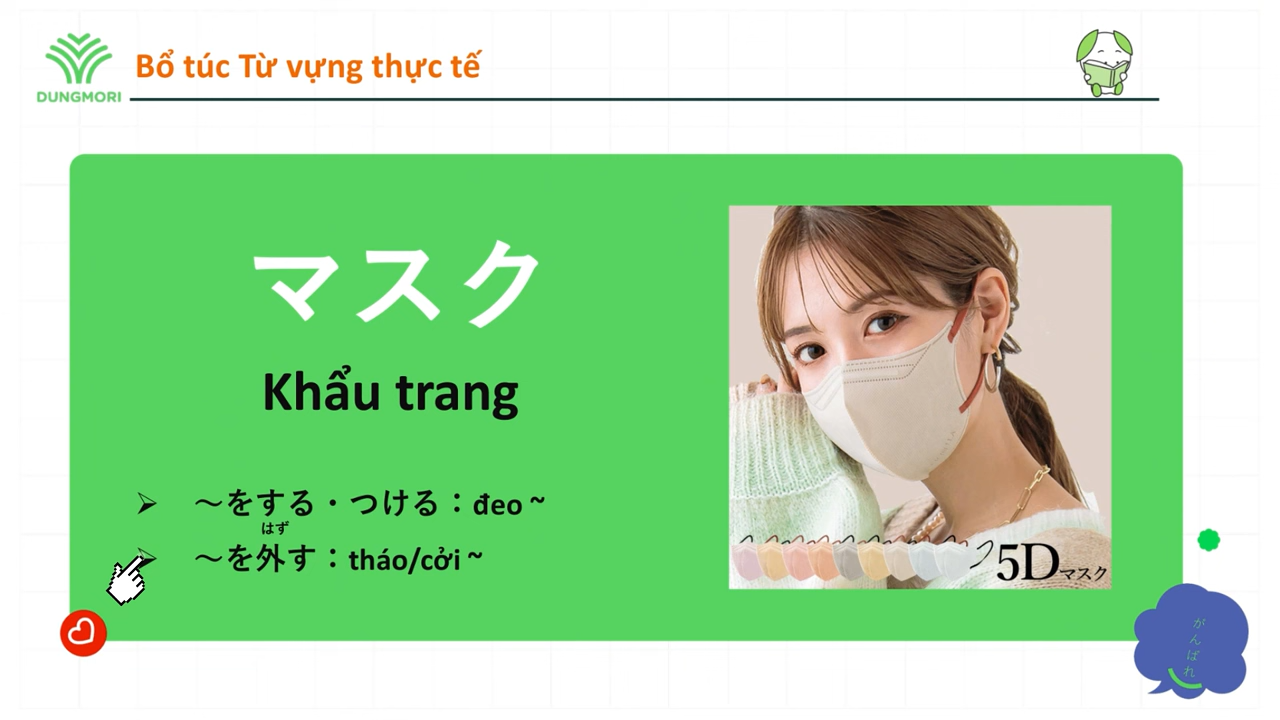 Bổ túc Từ vựng thực tế
DUNGMORI
マスク
Khẩu trang
～をする・つける：đeo ~
はず
～を外す：tháo/cởi ~
5Dマスク
がんばれ